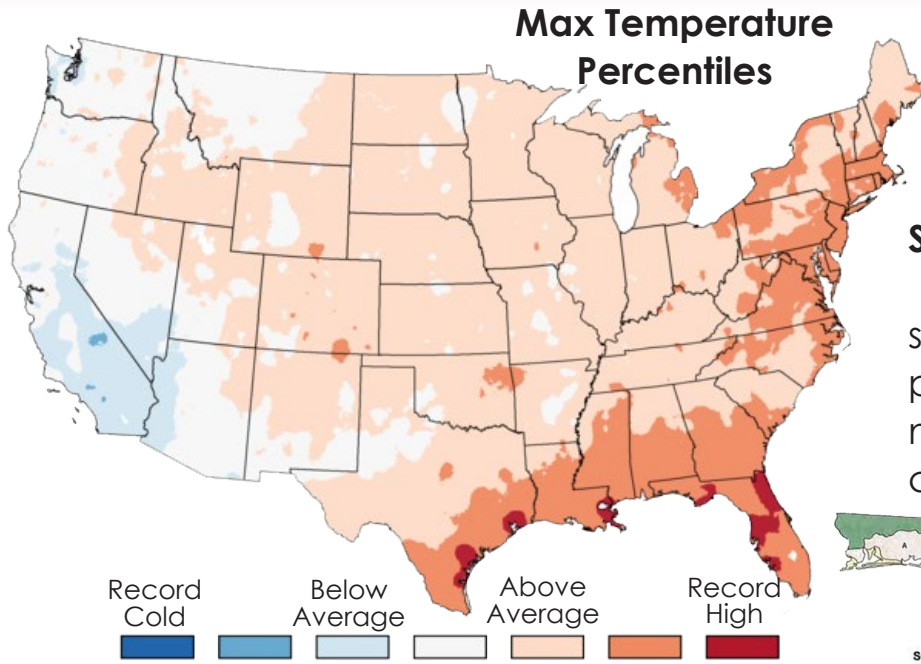 Max Temperature
Percentiles
S
s
p
r
Record
Cold
Below
Average
Above
Average
Record
High
A
s